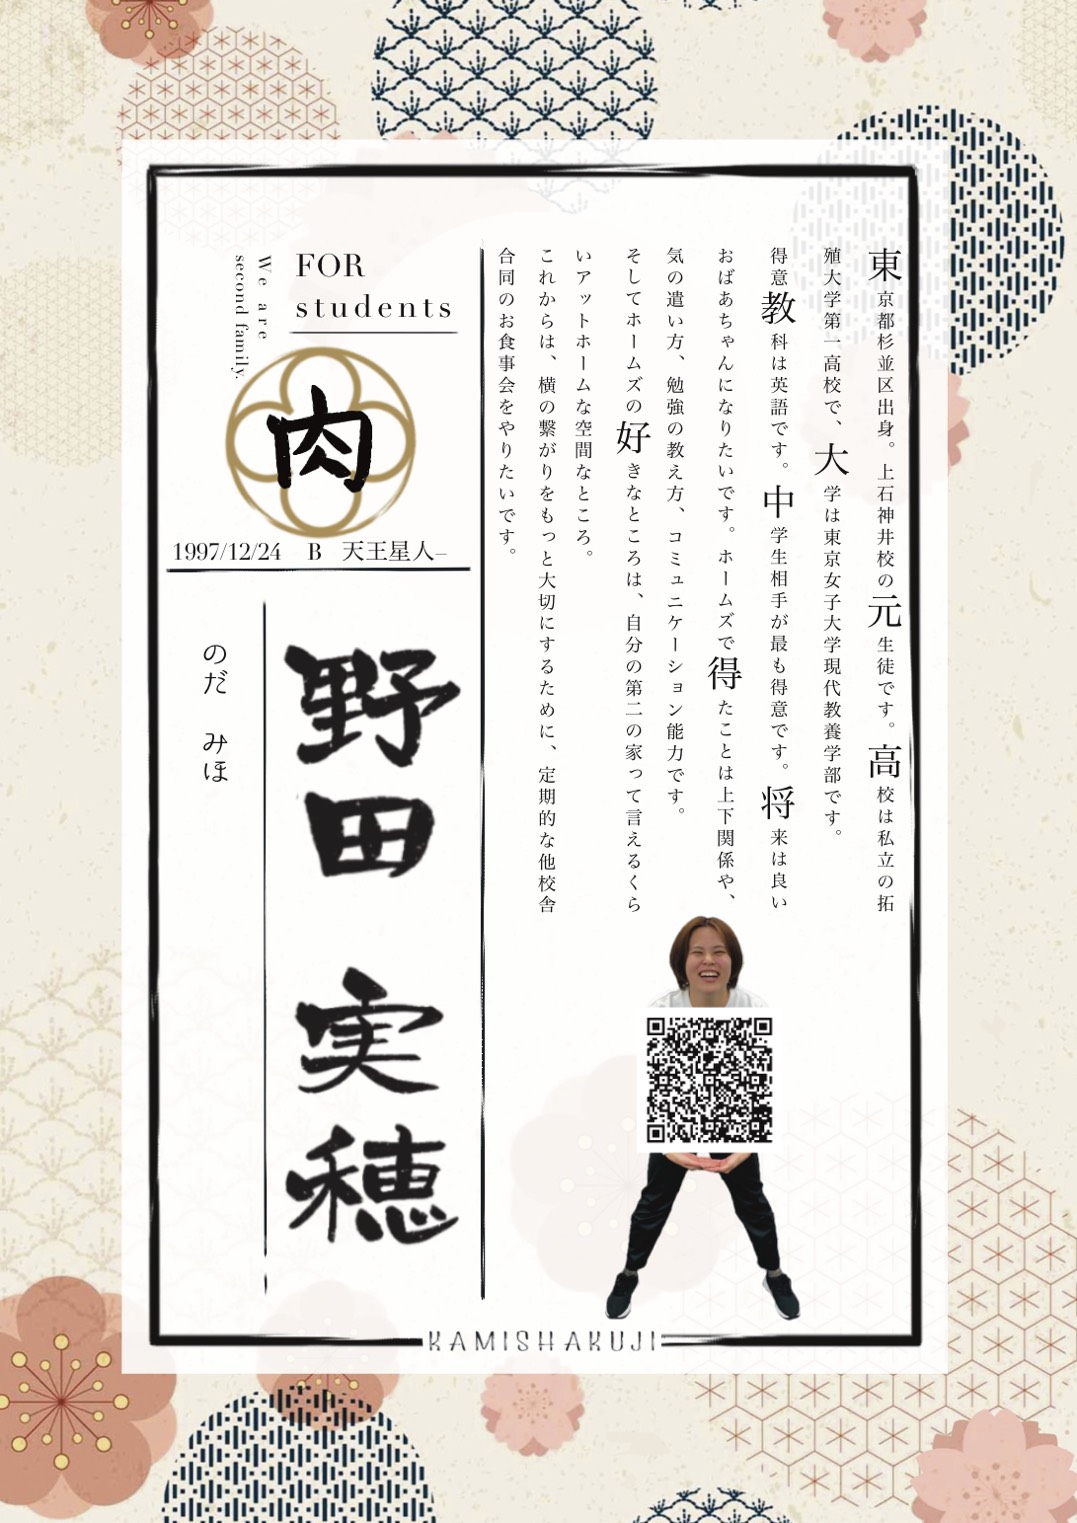 東京都杉並区出身。上石神井校の元生徒です。高校は私立の拓
殖大学第一高校で、大学は東京女子大学現代教養学部です。
得意教科は英語です。中学生相手が最も得意です。将来は良い
おばあちゃんになりたいです。ホームズで得たことは上下関係や、
気の遣い方、勉強の教え方、コミュニケーション能力です。
そしてホームズの好きなところは、自分の第二の家って言えるくら
いアットホームな空間なところ。
これからは、横の繋がりをもっと大切にするために、定期的な他校舎
合同のお食事会をやりたいです。
FOR
students
We are
second family.
肉
1997/12/24 B 天王星人−
野田 実穂
のだ みほ
KAMISHAKUJI